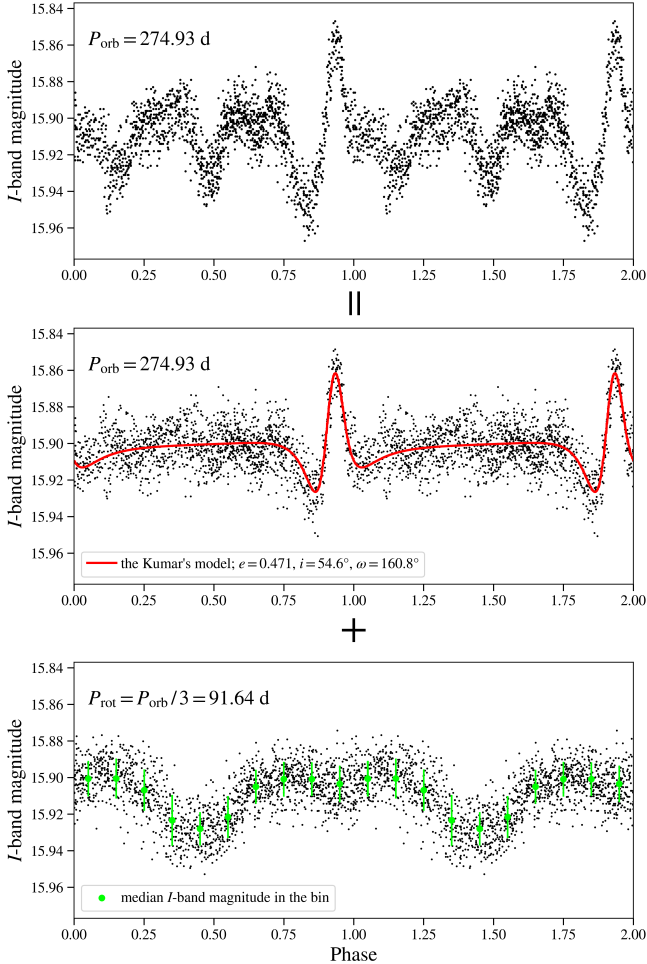 15.84
P_orb = 274.93 d
15.86
15.88
15.90
15.92
15.94
15.96
I-band magnitude
0.00 0.25 0.50 0.75 1.00 1.25 1.50 1.75 2.00
=
15.84
P_orb = 274.93 d
15.86
15.88
15.90
15.92
15.94
15.96
I-band magnitude
the Kumar's model; e = 0.471, i = 54.6°, ω = 160.8°
0.00 0.25 0.50 0.75 1.00 1.25 1.50 1.75 2.00
+
15.84
P_rot = P_orb/3 = 91.64 d
15.86
15.88
15.90
15.92
15.94
15.96
I-band magnitude
median I-band magnitude in the bin
0.00 0.25 0.50 0.75 1.00 1.25 1.50 1.75 2.00
Phase